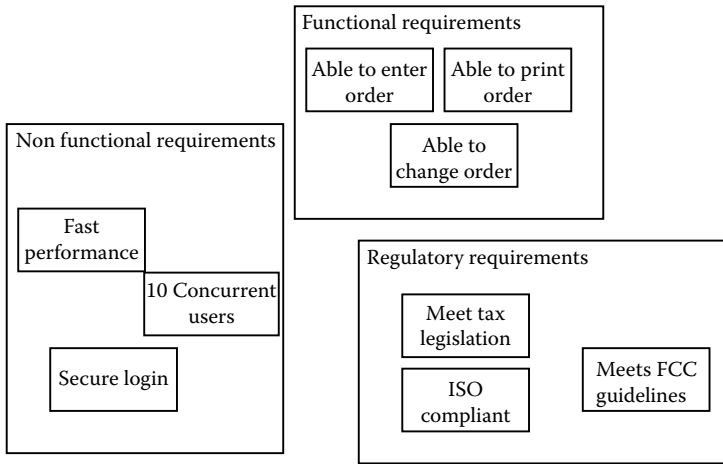 Functional requirements
Able to enter
order
Able to print
order
Able to
change order
Non functional requirements
Fast
performance
10 Concurrent
users
Secure login
Regulatory requirements
Meet tax
legislation
ISO
compliant
Meets FCC
guidelines